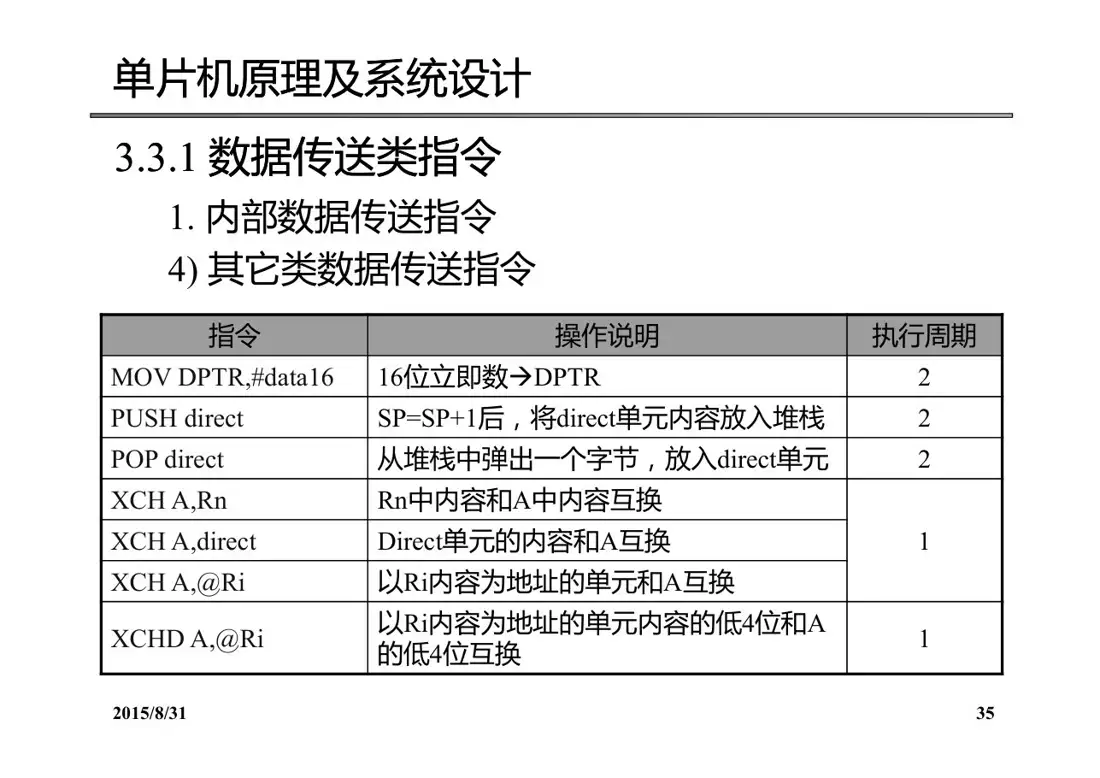 单片机原理及系统设计
3.3.1 数据传送类指令
1. 内部数据传送指令
4) 其它类数据传送指令
指令 操作说明 执行周期
MOV DPTR,#data16 16位立即数→DPTR 2
PUSH direct SP=SP+1后，将direct单元内容放入堆栈 2
POP direct 从堆栈中弹出一个字节，放入direct单元 2
XCH A,Rn Rn中内容和A中内容互换
XCH A,direct Direct单元的内容和A互换 1
XCH A,@Ri 以Ri内容为地址的单元和A互换
XCHD A,@Ri 以Ri内容为地址的单元内容的低4位和A 1
的低4位互换
2015/8/31 35